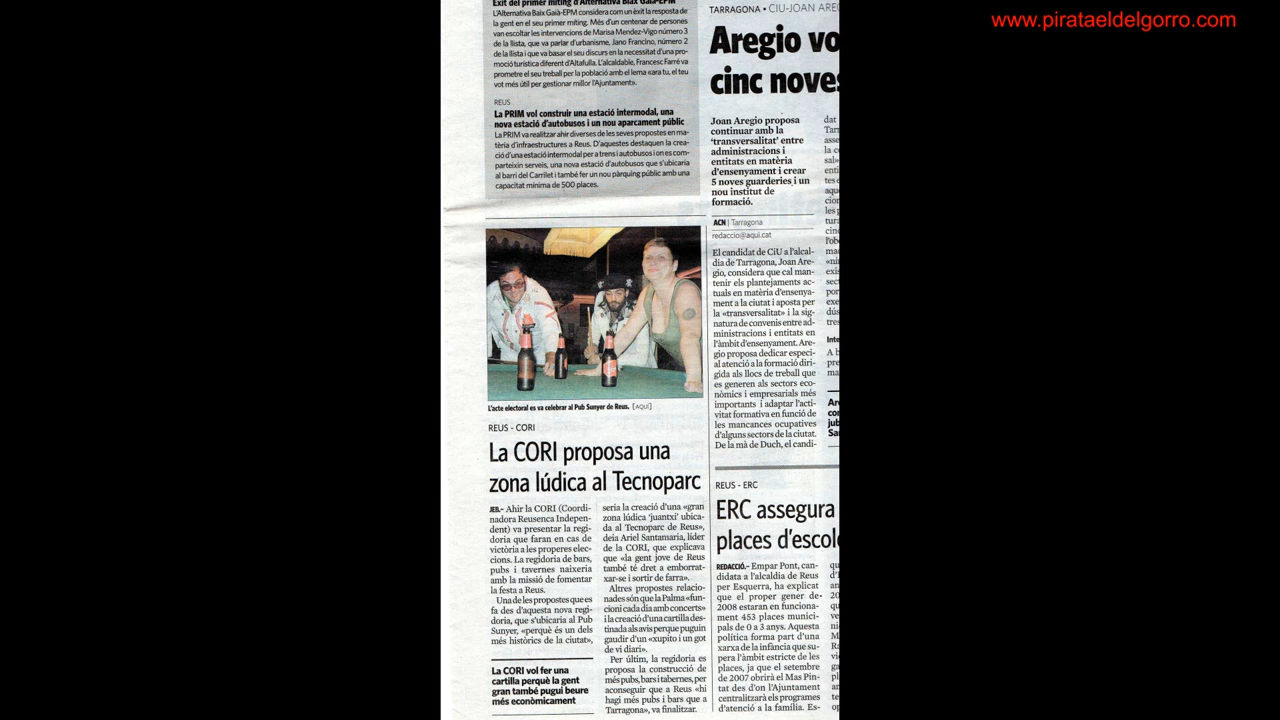 www.pirataeldelgorro.com
Èxit del primer míting d'Alternativa Baix Gaià-EPM
L'Alternativa Baix Gaià-EPM considera com un èxit la resposta de
la gent en el seu primer míting. Més d'un centenar de persones
van escoltar les intervencions de Marisa Mendez-Vigo número 3
de la llista, que va parlar d'urbanisme, Jano Francino, número 2
de la llista i que va basar el seu discurs en la necessitat d'una pro-
moció turística diferent d'Altafulla. L'alcaldable, Francesc Farré va
prometre el seu treball per la població amb el lema «ara tu, el teu
vot més útil per gestionar millor l'Ajuntament».
REUS
La PRIM vol construir una estació intermodal, una
nova estació d'autobusos i un nou aparcament públic
La PRIM va realitzar ahir diverses de les seves propostes en ma-
tèria d'infraestructures a Reus. D'aquestes destaquen la crea-
ció d'una estació intermodal per a trens i autobusos i on es com-
parteixin serveis, una nova estació d'autobusos que s'ubicaria
al barri del Carrilet i també fer un nou pàrquing públic amb una
capacitat mínima de 500 places.
L'acte electoral es va celebrar al Pub Sunyer de Reus. [AQUÍ]
REUS - CORI
La CORI proposa una
zona lúdica al Tecnoparc
JEB.- Ahir la CORI (Coordi-
nadora Reusenca Indepen-
dent) va presentar la regi-
doria que faran en cas de
victòria a les properes elec-
cions. La regidoria de bars,
pubs i tavernes naixeria
amb la missió de fomentar
la festa a Reus.
Una de les propostes que es
fa des d'aquesta nova regi-
doria, que s'ubicaria al Pub
Sunyer, «perquè és un dels
més històrics de la ciutat»,
La CORI vol fer una
cartilla perquè la gent
gran també pugui beure
més econòmicament
seria la creació d'una «gran
zona lúdica 'juantxi' ubica-
da al Tecnoparc de Reus»,
deia Ariel Santamaria, líder
de la CORI, que explicava
que «la gent jove de Reus
també té dret a emborrat-
xar-se i sortir de farra».
Altres propostes relacio-
nades són que la Palma «fun-
cioni cada dia amb concerts»
i la creació d'una cartilla des-
tinada als avis perque puguin
gaudir d'un «xupito i un got
de vi diari».
Per últim, la regidoria es
proposa la construcció de
més pubs, bars i tabernes, per
aconseguir que a Reus «hi
hagi més pubs i bars que a
Tarragona», va finalitzar.
TARRAGONA • CIU-JOAN AREG
Aregio vo
cinc noves
Joan Aregio proposa
continuar amb la
'transversalitat' entre
administracions i
entitats en matèria
d'ensenyament i crear
5 noves guarderies i un
nou institut de
formació.
ACN | Tarragona
redaccio@aqui.cat
El candidat de CiU a l'alcal-
dia de Tarragona, Joan Are-
gio, considera que cal man-
tenir els plantejaments ac-
tuals en matèria d'ensenya-
ment a la ciutat i aposta per
la «transversalitat» i la sig-
natura de convenis entre ad-
ministracions i entitats en
l'àmbit d'ensenyament. Are-
gio proposa dedicar especi-
al atenció a la formació diri-
gida als llocs de treball que
es generen als sectors eco-
nòmics i empresarials més
importants i adaptar l'acti-
vitat formativa en funció de
les mancances ocupatives
d'alguns sectors de la ciutat.
De la mà de Duch, el candi-
REUS - ERC
ERC assegura
places d'escol
REDACCIÓ.- Empar Pont, can-
didata a l'alcaldia de Reus
per Esquerra, ha explicat
que el proper gener de
2008 estaran en funciona-
ment 453 places munici-
pals de 0 a 3 anys. Aquesta
política forma part d'una
xarxa de la infància que su-
pera l'àmbit estricte de les
places, ja que el setembre
de 2007 obrirà el Mas Pin-
tat des d'on l'Ajuntament
centralitzarà els programes
d'atenció a la família. Es-